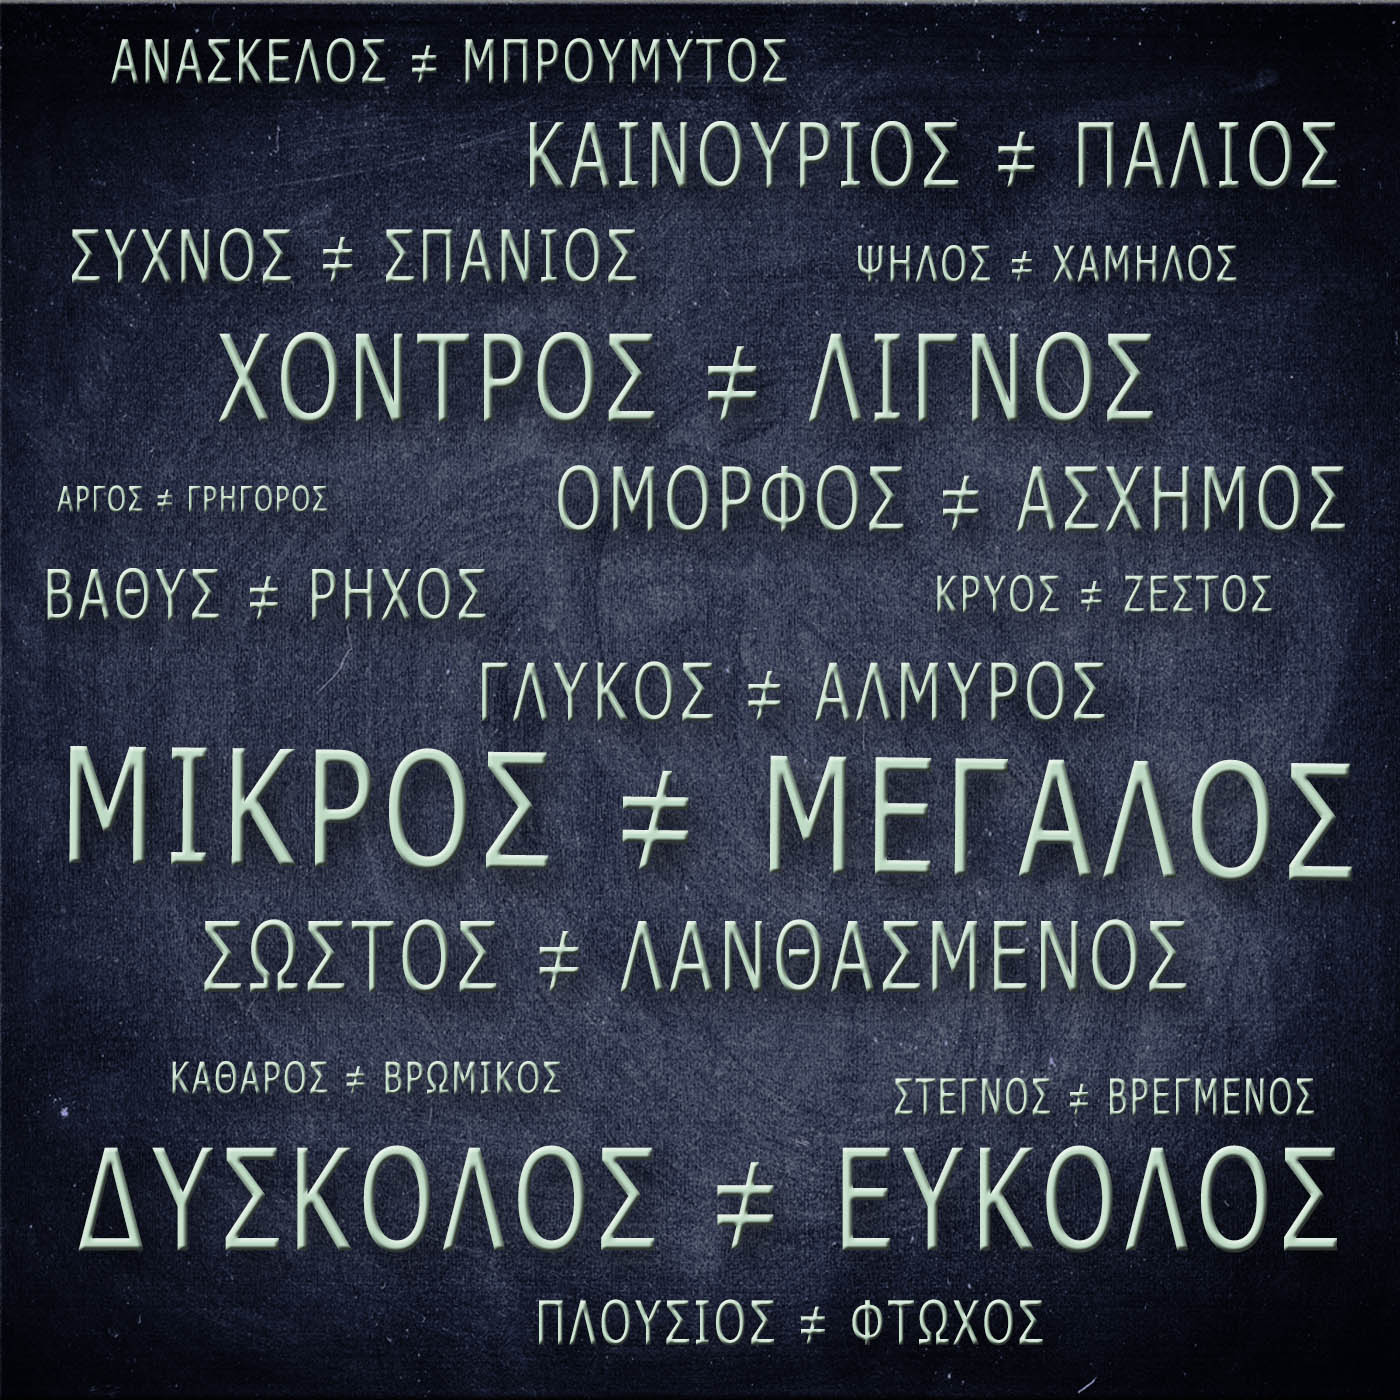 ΑΝΑΣΚΕΛΟΣ ≠ ΜΠΡΟΥΜΥΤΟΣ
ΚΑΙΝΟΥΡΙΟΣ ≠ ΠΑΛΙΟΣ
ΣΥΧΝΟΣ ≠ ΣΠΑΝΙΟΣ
ΨΗΛΟΣ ≠ ΧΑΜΗΛΟΣ
ΧΟΝΤΡΟΣ ≠ ΛΙΓΝΟΣ
ΑΡΓΟΣ ≠ ΓΡΗΓΟΡΟΣ
ΟΜΟΡΦΟΣ ≠ ΑΣΧΗΜΟΣ
ΒΑΘΥΣ ≠ ΡΗΧΟΣ
ΚΡΥΟΣ ≠ ΖΕΣΤΟΣ
ΓΛΥΚΟΣ ≠ ΑΛΜΥΡΟΣ
ΜΙΚΡΟΣ ≠ ΜΕΓΑΛΟΣ
ΣΩΣΤΟΣ ≠ ΛΑΝΘΑΣΜΕΝΟΣ
ΚΑΘΑΡΟΣ ≠ ΒΡΩΜΙΚΟΣ
ΣΤΕΓΝΟΣ ≠ ΒΡΕΓΜΕΝΟΣ
ΔΥΣΚΟΛΟΣ ≠ ΕΥΚΟΛΟΣ
ΠΛΟΥΣΙΟΣ ≠ ΦΤΩΧΟΣ